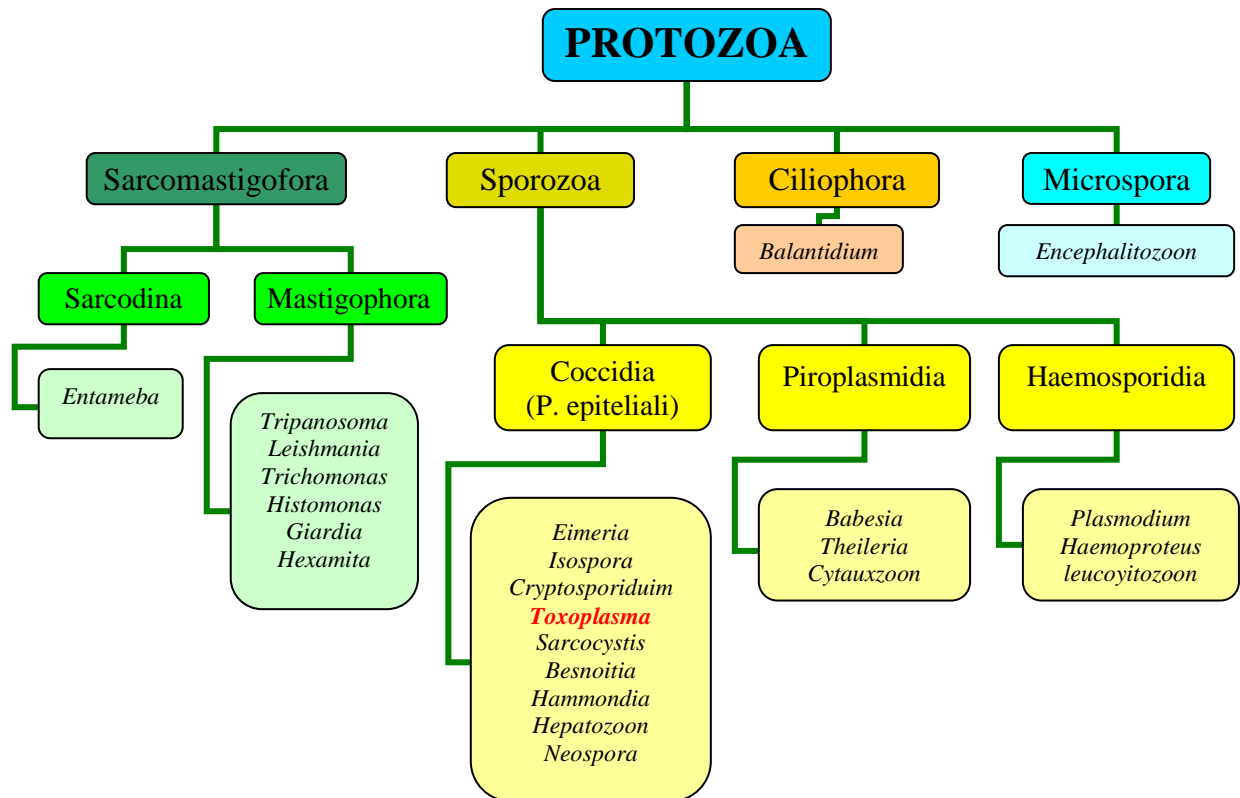 PROTOZOA
Sarcomastigofora
Sporozoa
Ciliophora
Microspora
Balantidium
Encephalitozoon
Sarcodina
Mastigophora
Entameba
Tripanosoma
Leishmania
Trichomonas
Histomonas
Giardia
Hexamita
Coccidia
(P. epiteliali)
Piroplasmidia
Haemosporidia
Eimeria
Isospora
Cryptosporiduim
Toxoplasma
Sarcocystis
Besnoitia
Hammondia
Hepatozoon
Neospora
Babesia
Theileria
Cytauxzoon
Plasmodium
Haemoproteus
leucoyitozoon